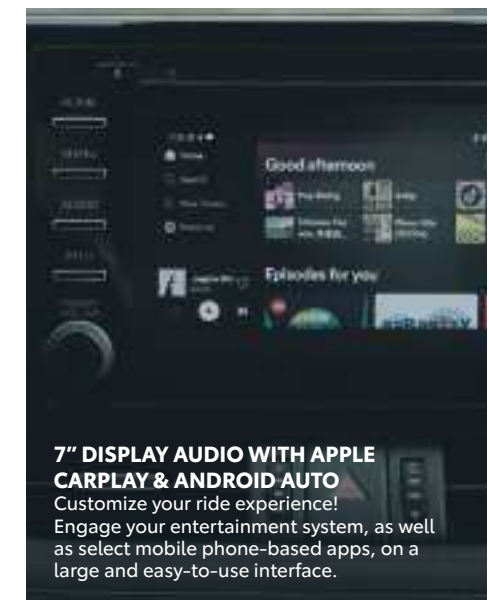 Good afternoon
Episodes for you
7” DISPLAY AUDIO WITH APPLE
CARPLAY & ANDROID AUTO
Customize your ride experience!
Engage your entertainment system, as well
as select mobile phone-based apps, on a
large and easy-to-use interface.